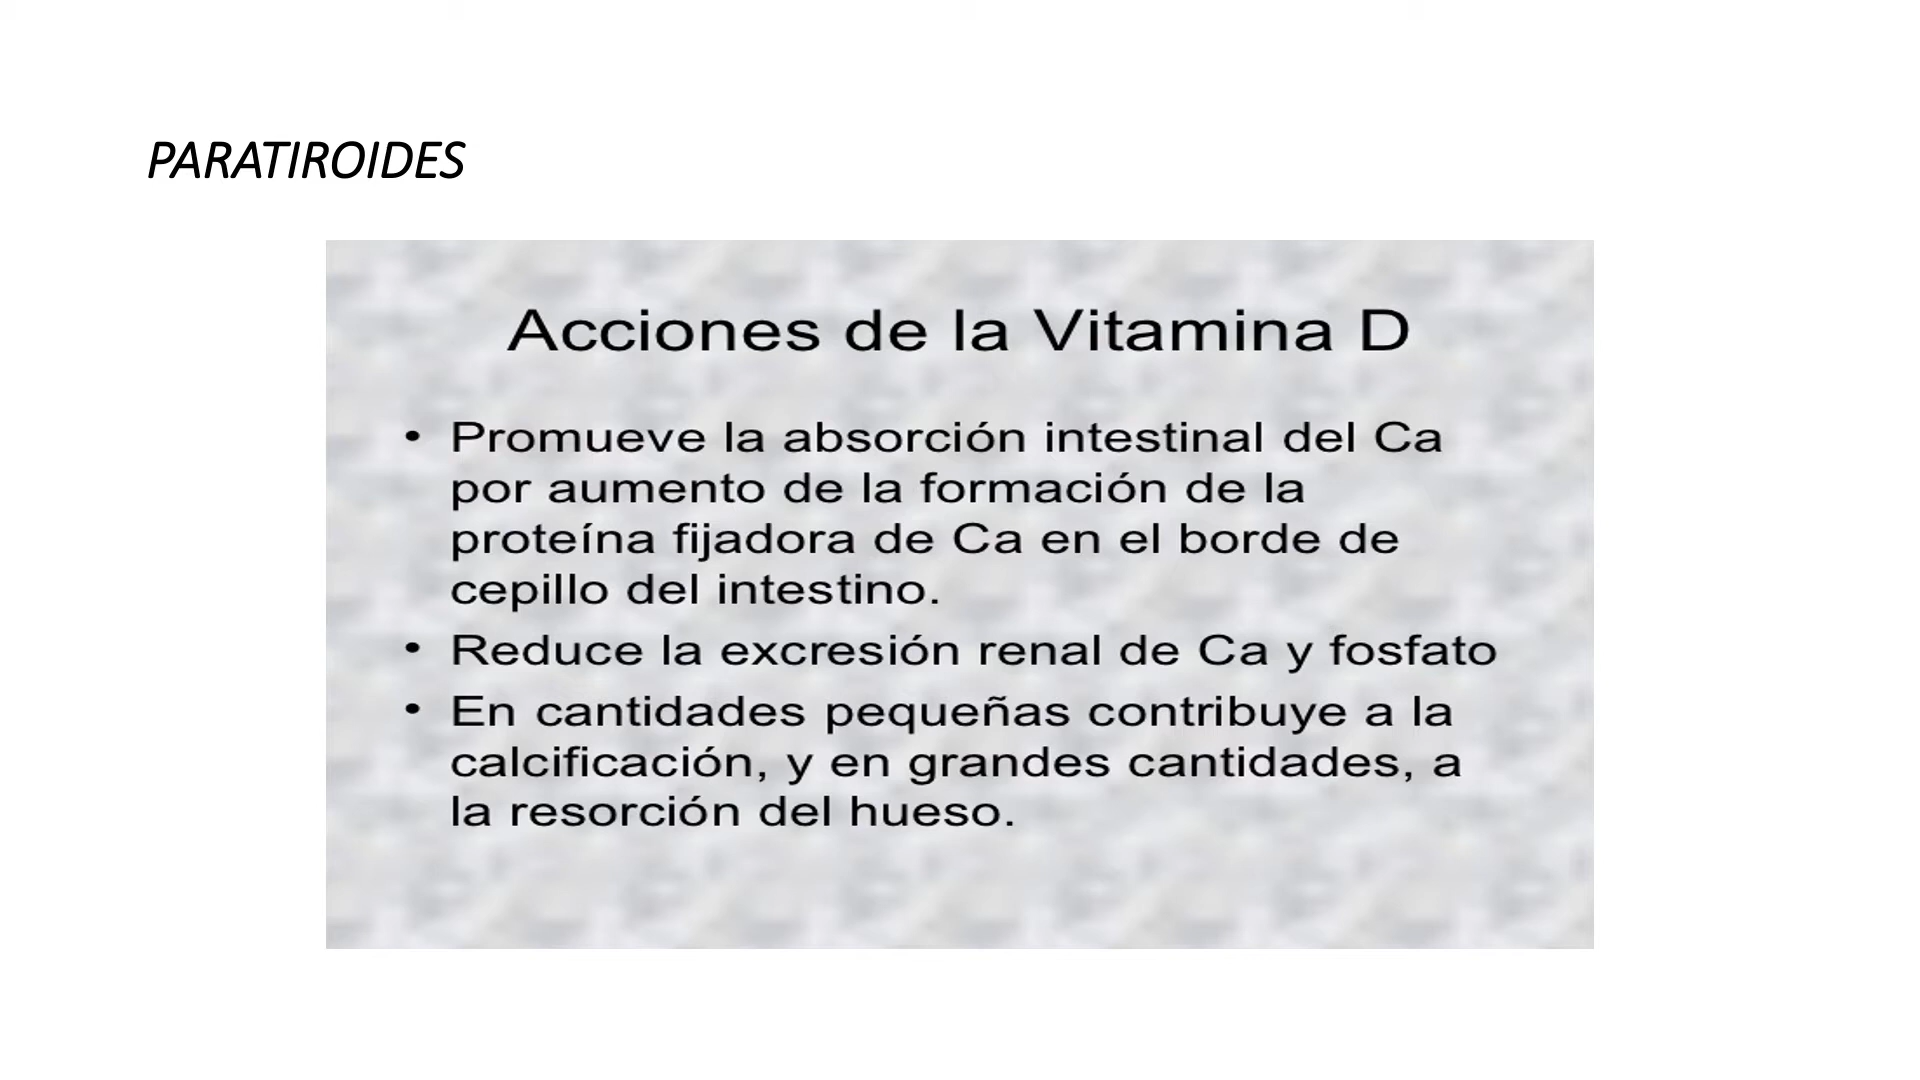 PARATIROIDES
Acciones de la Vitamina D
• Promueve la absorción intestinal del Ca
por aumento de la formación de la
proteína fijadora de Ca en el borde de
cepillo del intestino.
• Reduce la excresión renal de Ca y fosfato
• En cantidades pequeñas contribuye a la
calcificación, y en grandes cantidades, a
la resorción del hueso.